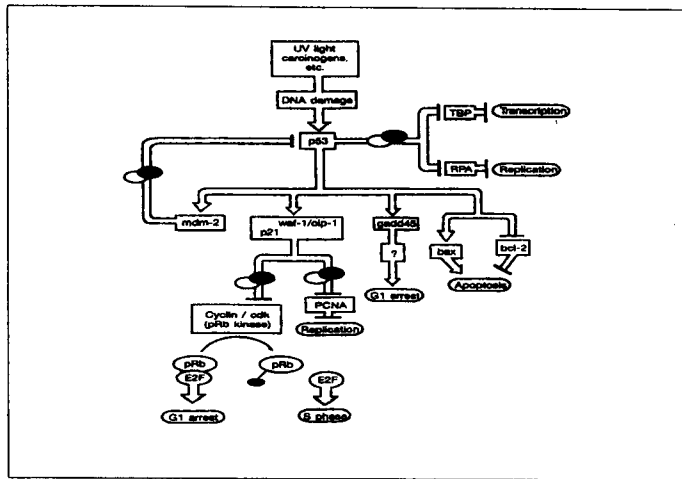 UV light
carcinogens,
etc.
DNA damage
p53
TBP
Transcription
RPA
Replication
mdm-2
waf-1/cip-1
p21
gadd45
bax
bcl-2
?
G1 arrest
Apoptosis
Cyclin / cdk
(pRb kinase)
PCNA
Replication
pRb
E2F
pRb
E2F
G1 arrest
S phase